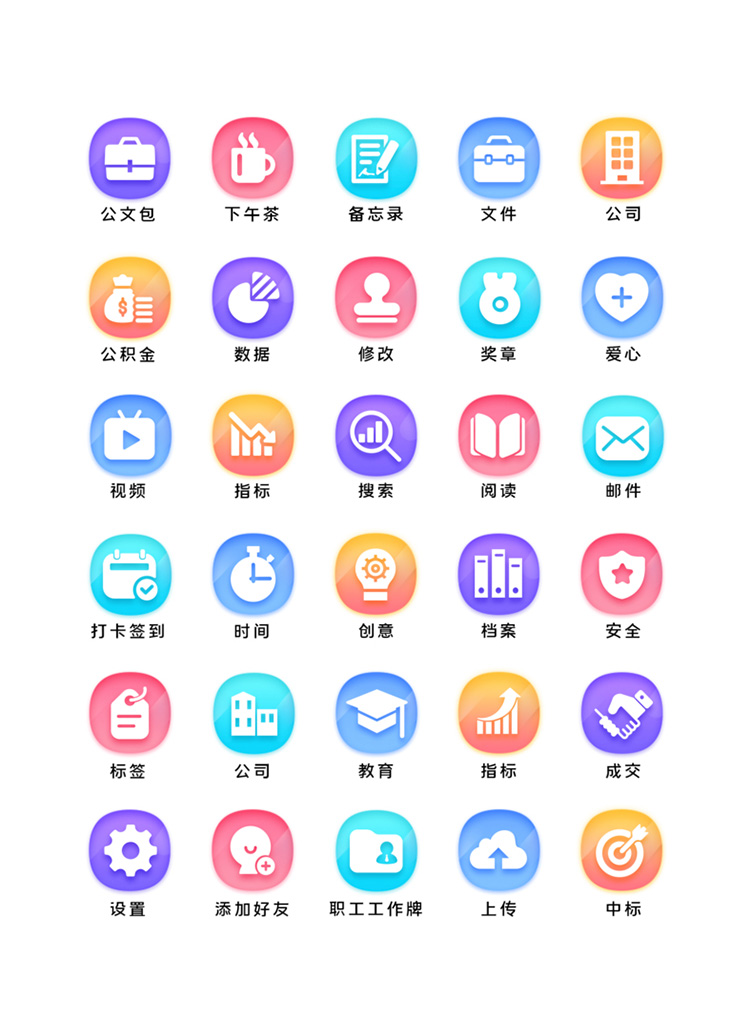 公文包
下午茶
备忘录
文件
公司
公积金
数据
修改
奖章
爱心
视频
指标
搜索
阅读
邮件
打卡签到
时间
创意
档案
安全
标签
公司
教育
指标
成交
设置
添加好友
职工工作牌
上传
中标